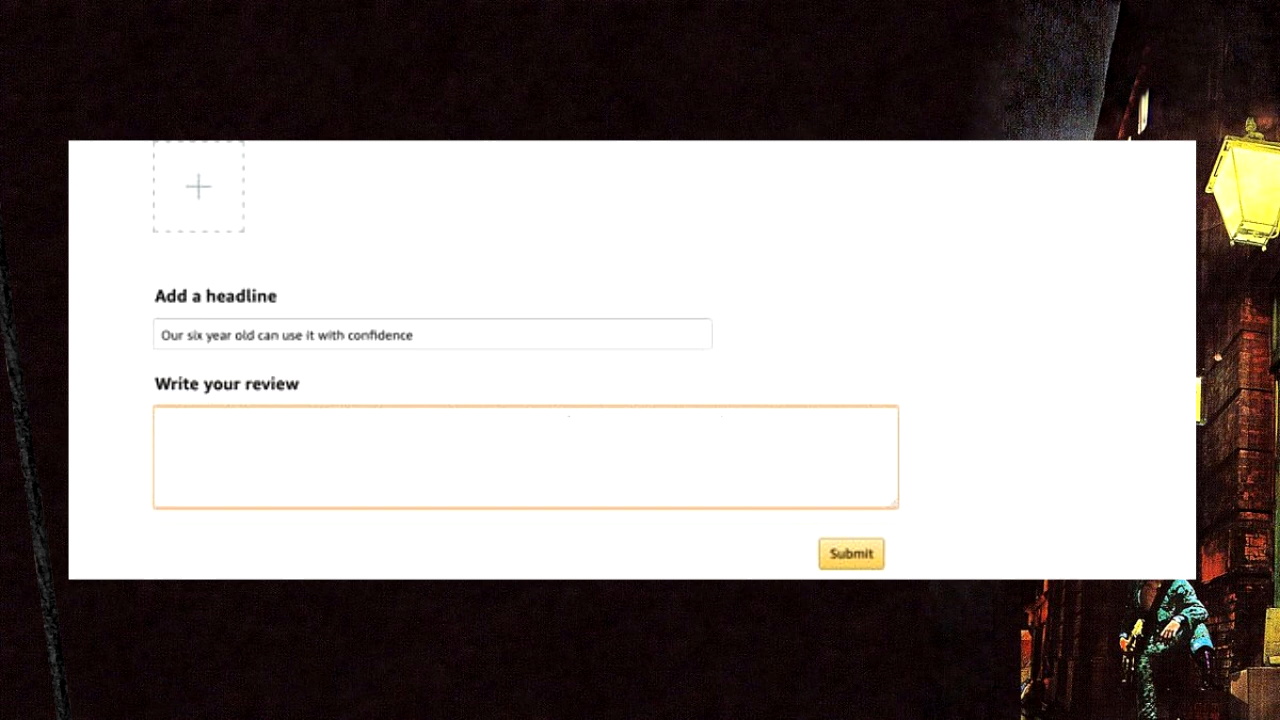 Add a headline
Our six year old can use it with confidence
Write your review
Submit